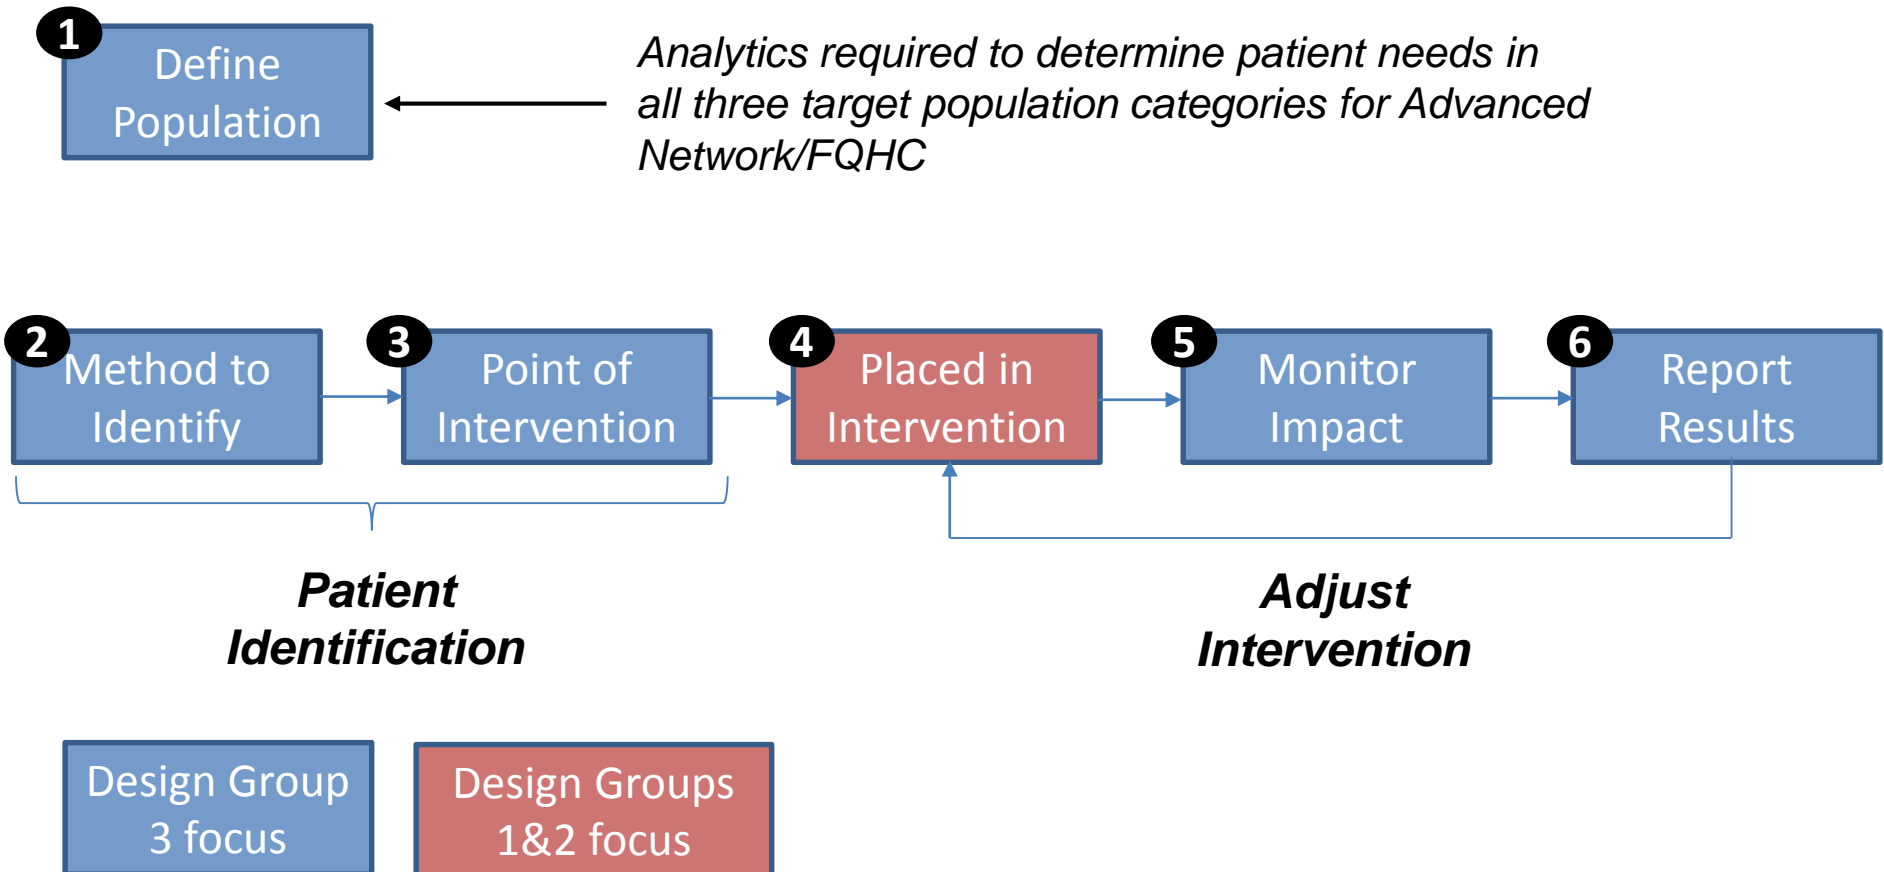 1
Define
Population
Analytics required to determine patient needs in
all three target population categories for Advanced
Network/FQHC
2
Method to
Identify
3
Point of
Intervention
4
Placed in
Intervention
5
Monitor
Impact
6
Report
Results
Patient
Identification
Adjust
Intervention
Design Group
3 focus
Design Groups
1&2 focus